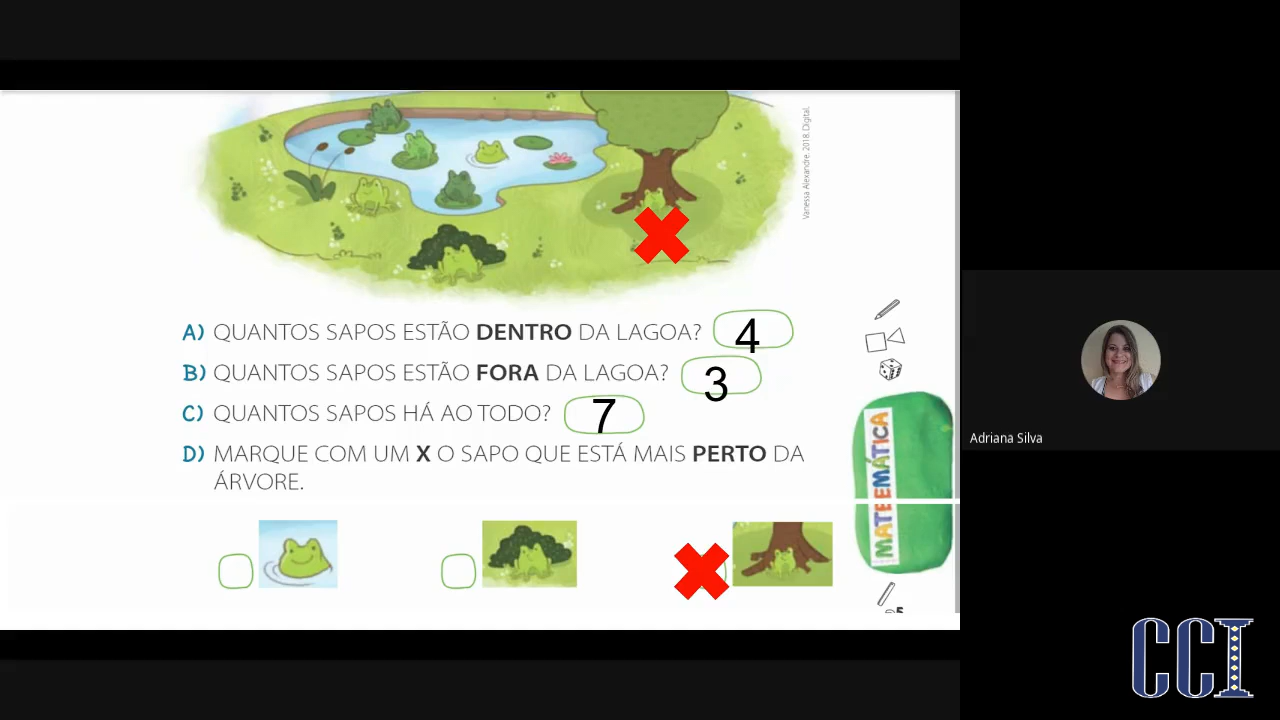 Vanessa Alexandre. 2018. Digital.
A) QUANTOS SAPOS ESTÃO DENTRO DA LAGOA? 4
B) QUANTOS SAPOS ESTÃO FORA DA LAGOA? 3
C) QUANTOS SAPOS HÁ AO TODO? 7
D) MARQUE COM UM X O SAPO QUE ESTÁ MAIS PERTO DA
ÁRVORE.
MATEMÁTICA
Adriana Silva
CCI